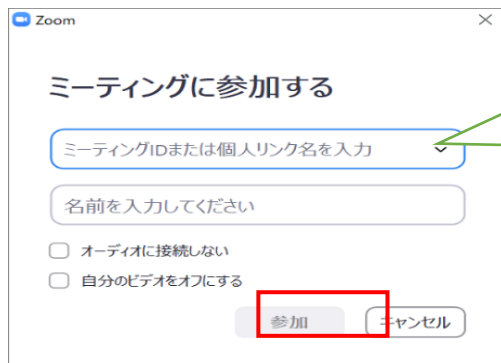 Zoom
ミーティングに参加する
ミーティングIDまたは個人リンク名を入力
名前を入力してください
オーディオに接続しない
自分のビデオをオフにする
参加 キャンセル